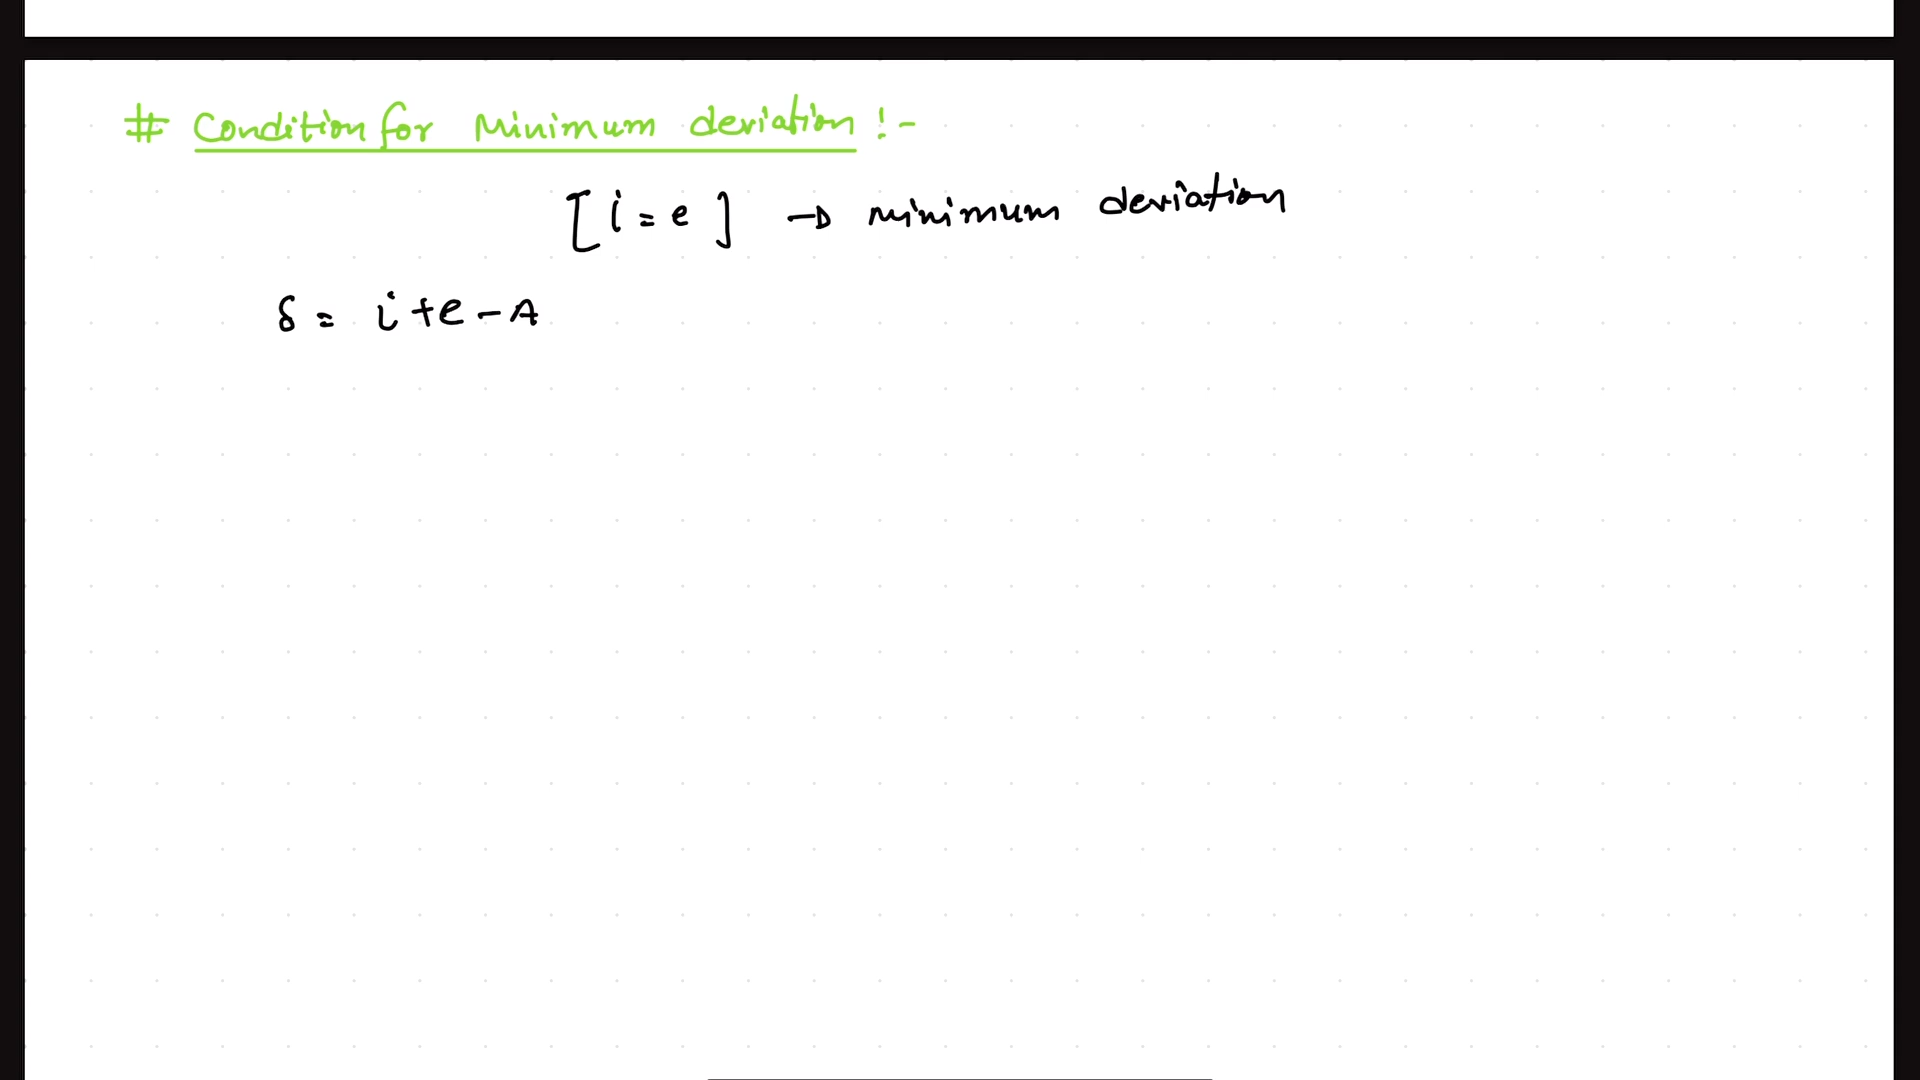 # Condition for Minimum deviation :-
[i = e] → minimum deviation
δ = i + e - A